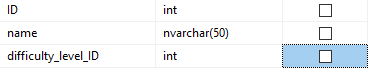 ID int
name nvarchar(50)
difficulty_level_ID int